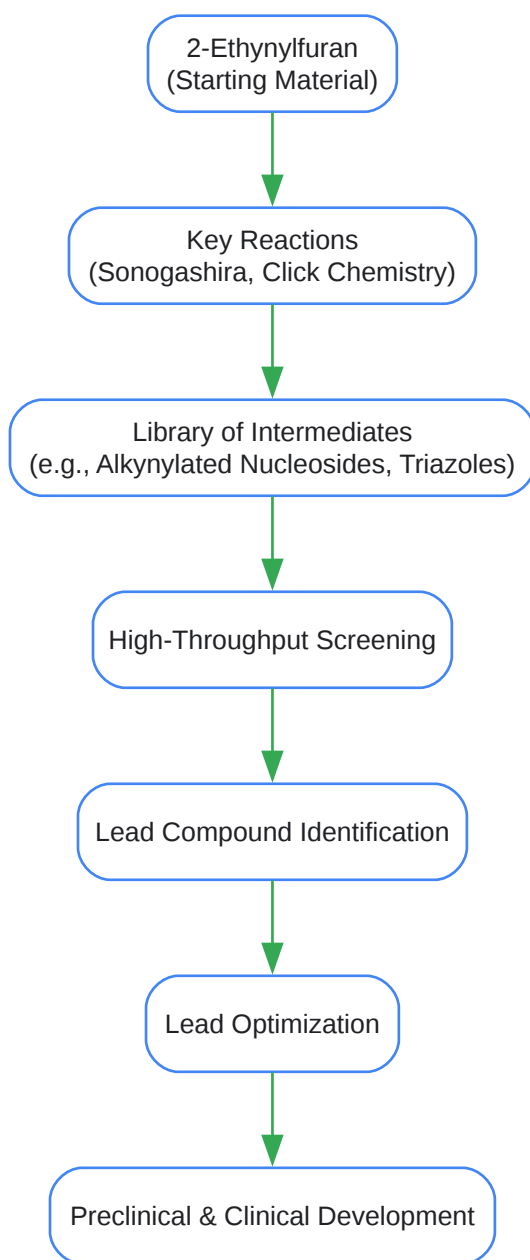 2-Ethynylfuran
(Starting Material)
Key Reactions
(Sonogashira, Click Chemistry)
Library of Intermediates
(e.g., Alkynylated Nucleosides, Triazoles)
High-Throughput Screening
Lead Compound Identification
Lead Optimization
Preclinical & Clinical Development